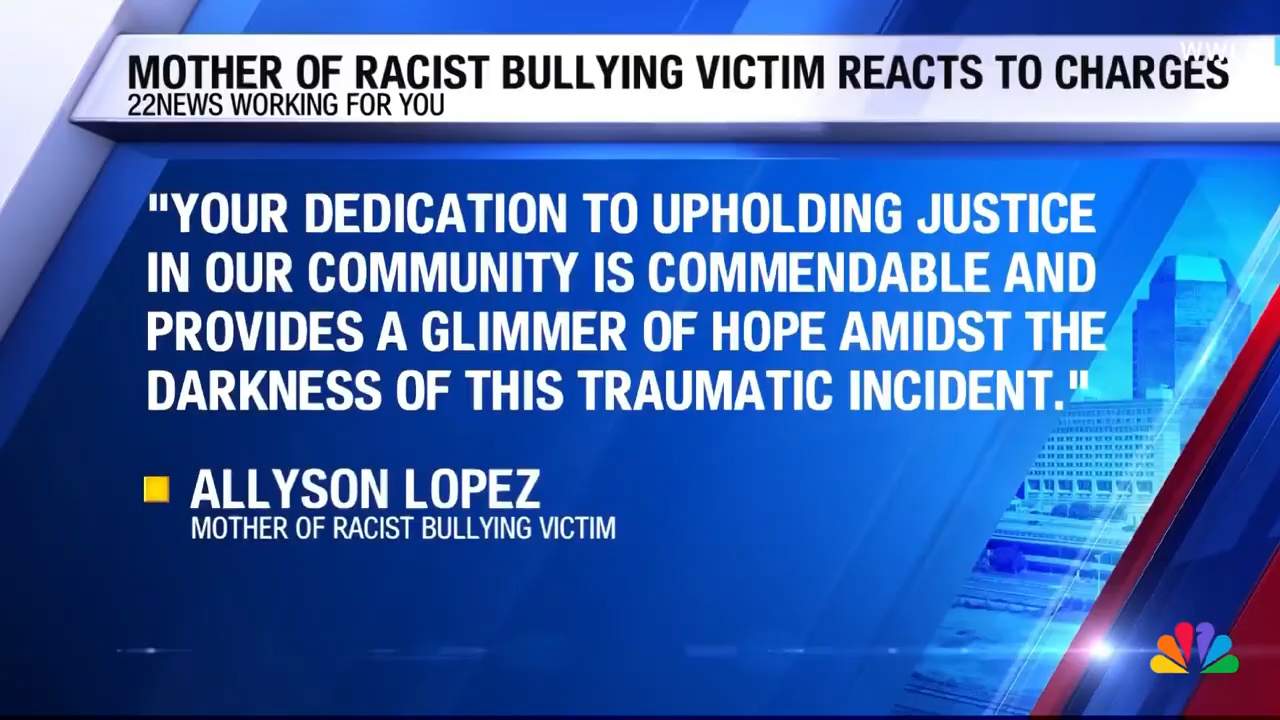 MOTHER OF RACIST BULLYING VICTIM REACTS TO CHARGES
22NEWS WORKING FOR YOU
"YOUR DEDICATION TO UPHOLDING JUSTICE
IN OUR COMMUNITY IS COMMENDABLE AND
PROVIDES A GLIMMER OF HOPE AMIDST THE
DARKNESS OF THIS TRAUMATIC INCIDENT."
ALLYSON LOPEZ
MOTHER OF RACIST BULLYING VICTIM